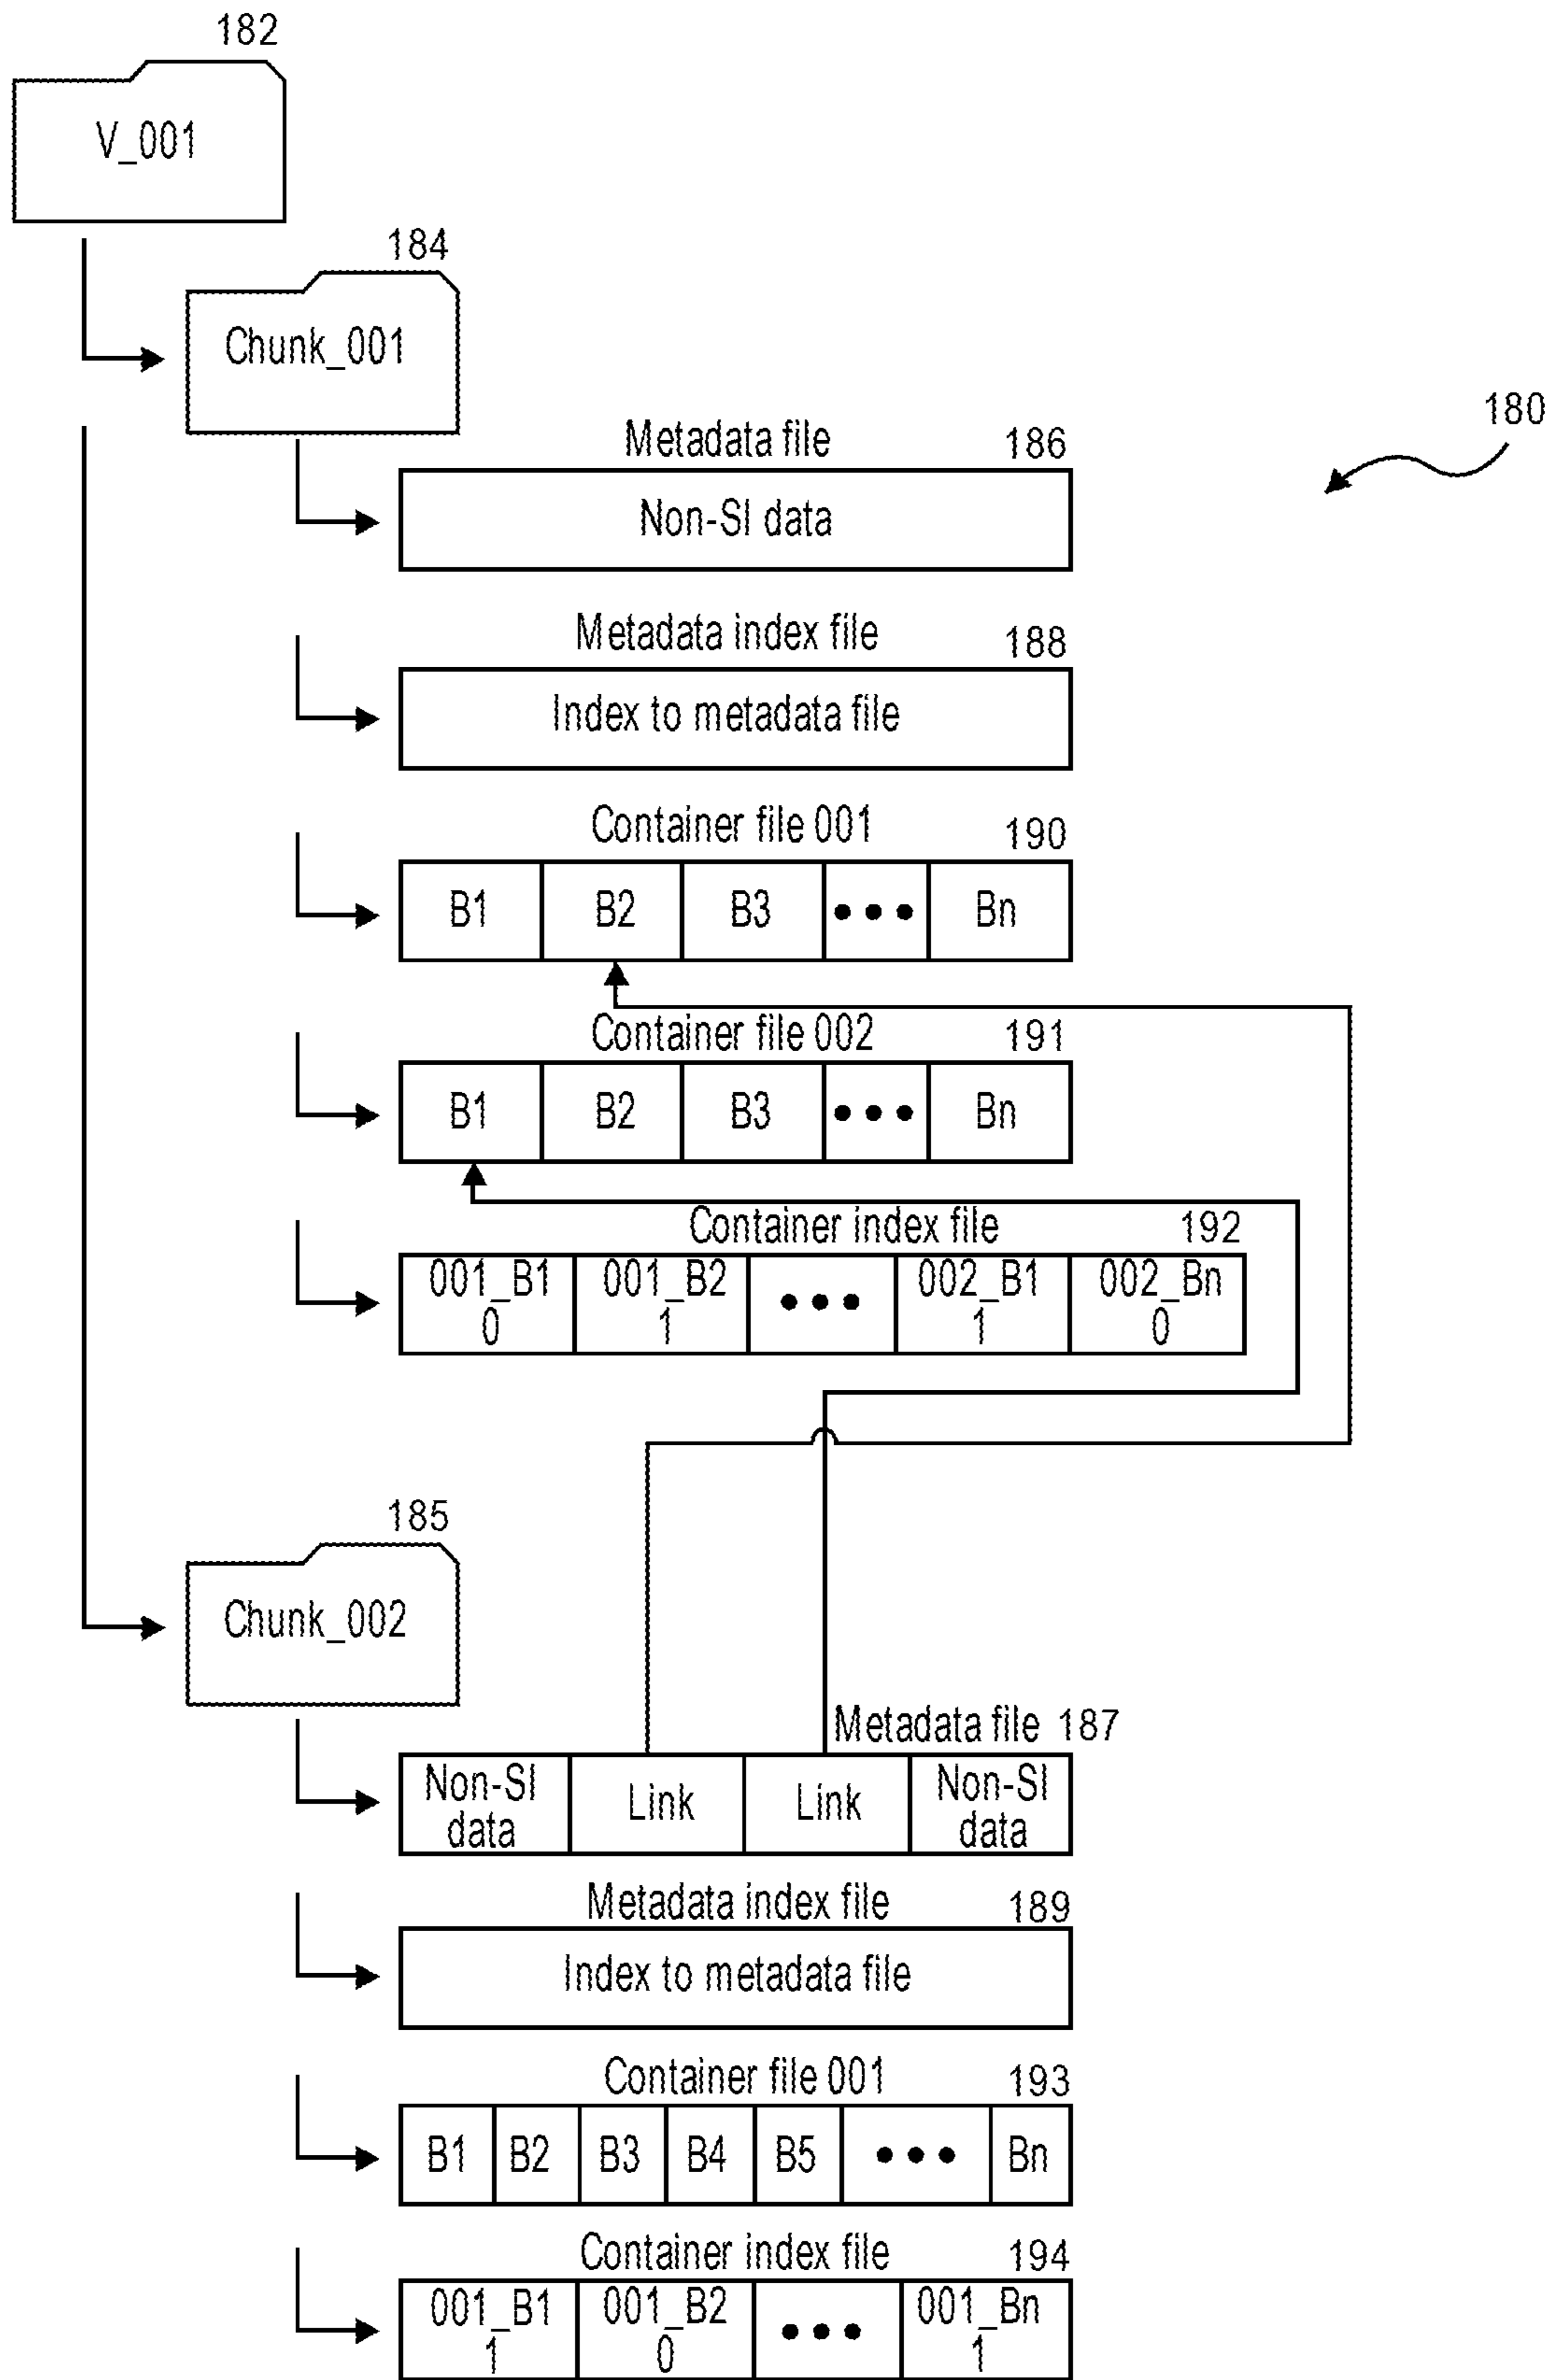 182
V_001
184
Chunk_001
180
Metadata file 186
Non-SI data
Metadata index file 188
Index to metadata file
Container file 001 190
B1 B2 B3 ••• Bn
Container file 002 191
B1 B2 B3 ••• Bn
Container index file 192
001_B1 001_B2 ••• 002_B1 002_Bn
0 1 1 0
185
Chunk_002
Metadata file 187
Non-SI Link Link Non-SI
data data
Metadata index file 189
Index to metadata file
Container file 001 193
B1 B2 B3 B4 B5 ••• Bn
Container index file 194
001_B1 001_B2 ••• 001_Bn
1 0 1